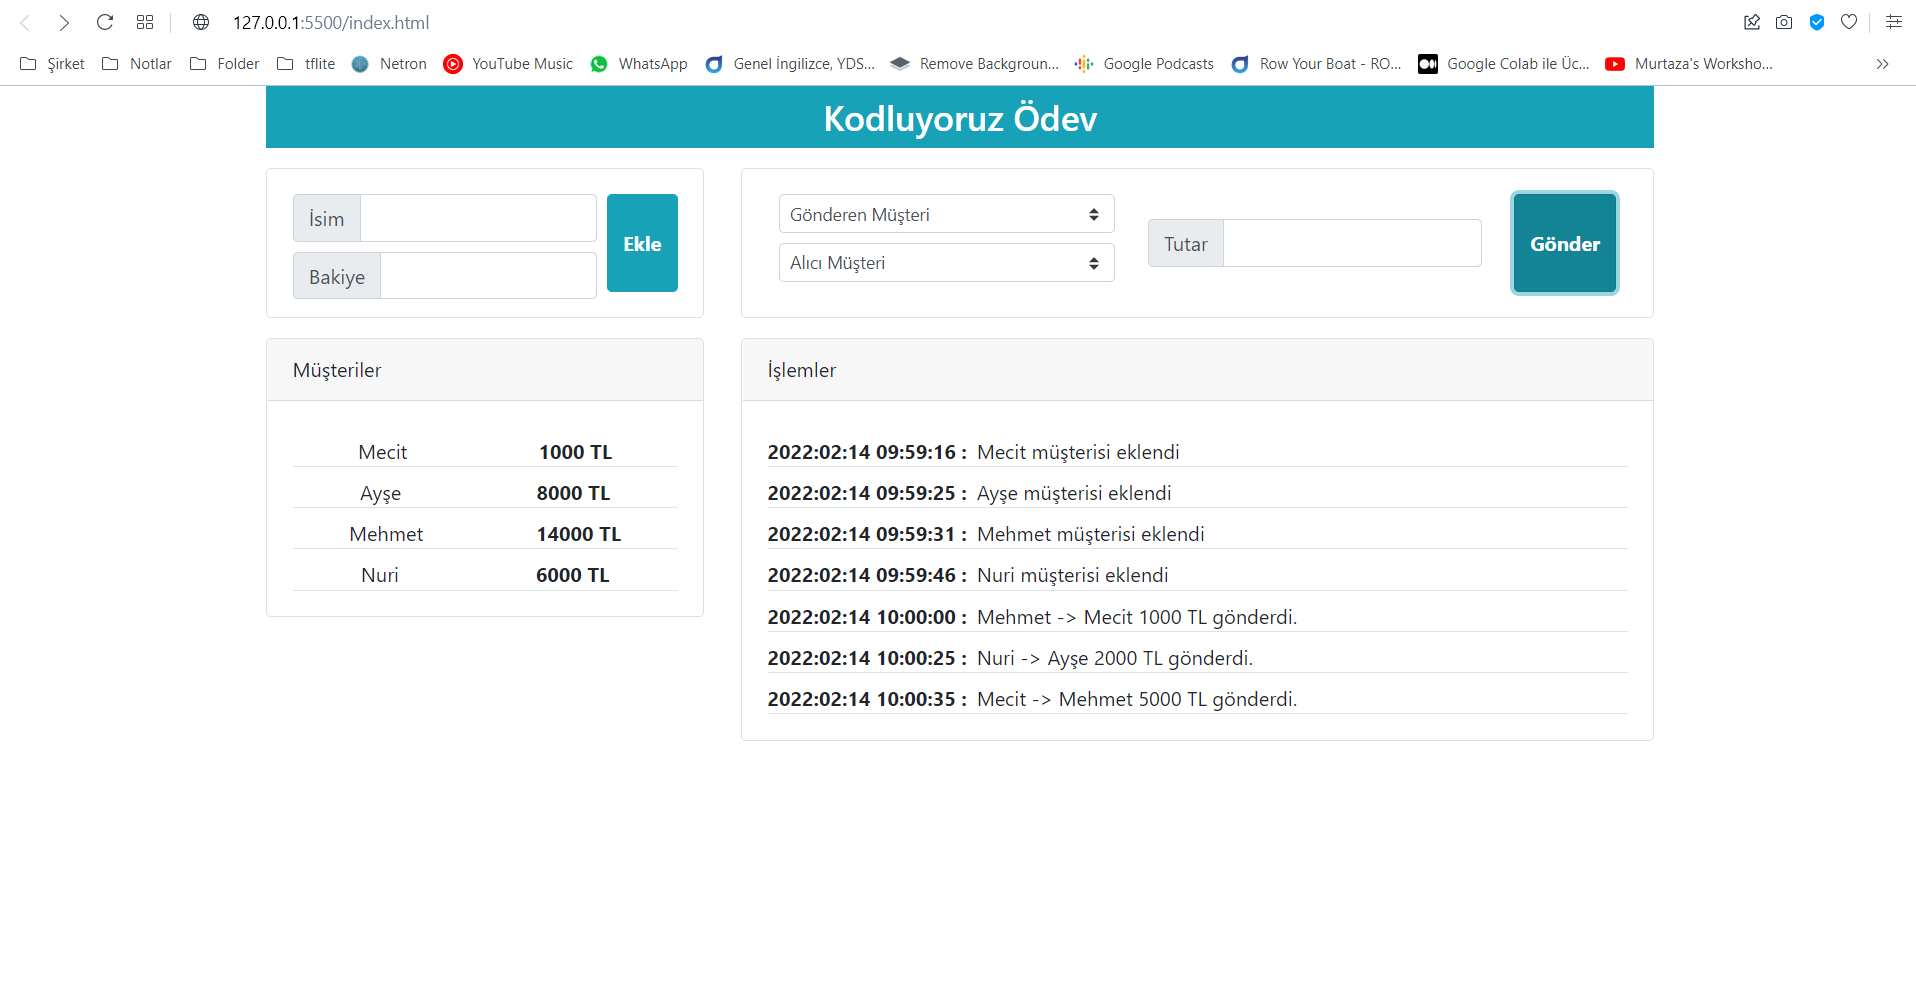 127.0.0.1:5500/index.html
Şirket Notlar Folder tflite Netron YouTube Music WhatsApp Genel İngilizce, YDS... Remove Backgroun... Google Podcasts Row Your Boat - RO... Google Colab ile Üc... Murtaza's Worksho...
Kodluyoruz Ödev
İsim
Bakiye
Ekle
Gönderen Müşteri
Alıcı Müşteri
Tutar
Gönder
Müşteriler
Mecit 1000 TL
Ayşe 8000 TL
Mehmet 14000 TL
Nuri 6000 TL
İşlemler
2022:02:14 09:59:16 : Mecit müşterisi eklendi
2022:02:14 09:59:25 : Ayşe müşterisi eklendi
2022:02:14 09:59:31 : Mehmet müşterisi eklendi
2022:02:14 09:59:46 : Nuri müşterisi eklendi
2022:02:14 10:00:00 : Mehmet -> Mecit 1000 TL gönderdi.
2022:02:14 10:00:25 : Nuri -> Ayşe 2000 TL gönderdi.
2022:02:14 10:00:35 : Mecit -> Mehmet 5000 TL gönderdi.